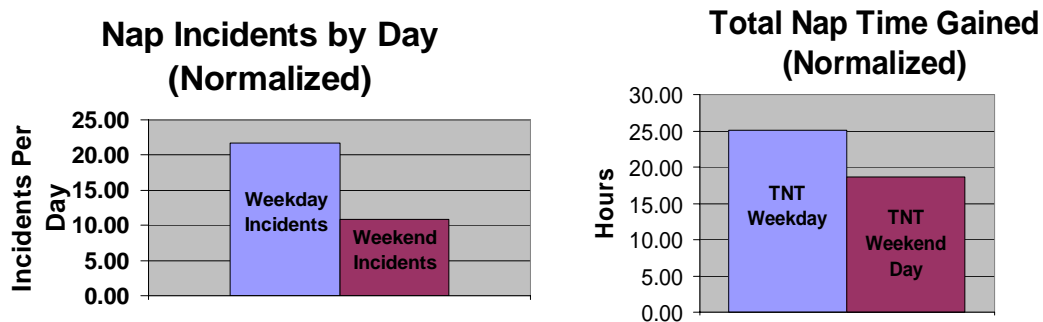 Nap Incidents by Day
(Normalized)
Incidents Per
Day
25.00
20.00
15.00
10.00
5.00
0.00
Weekday
Incidents
Weekend
Incidents
Total Nap Time Gained
(Normalized)
Hours
30.00
25.00
20.00
15.00
10.00
5.00
0.00
TNT
Weekday
TNT
Weekend
Day